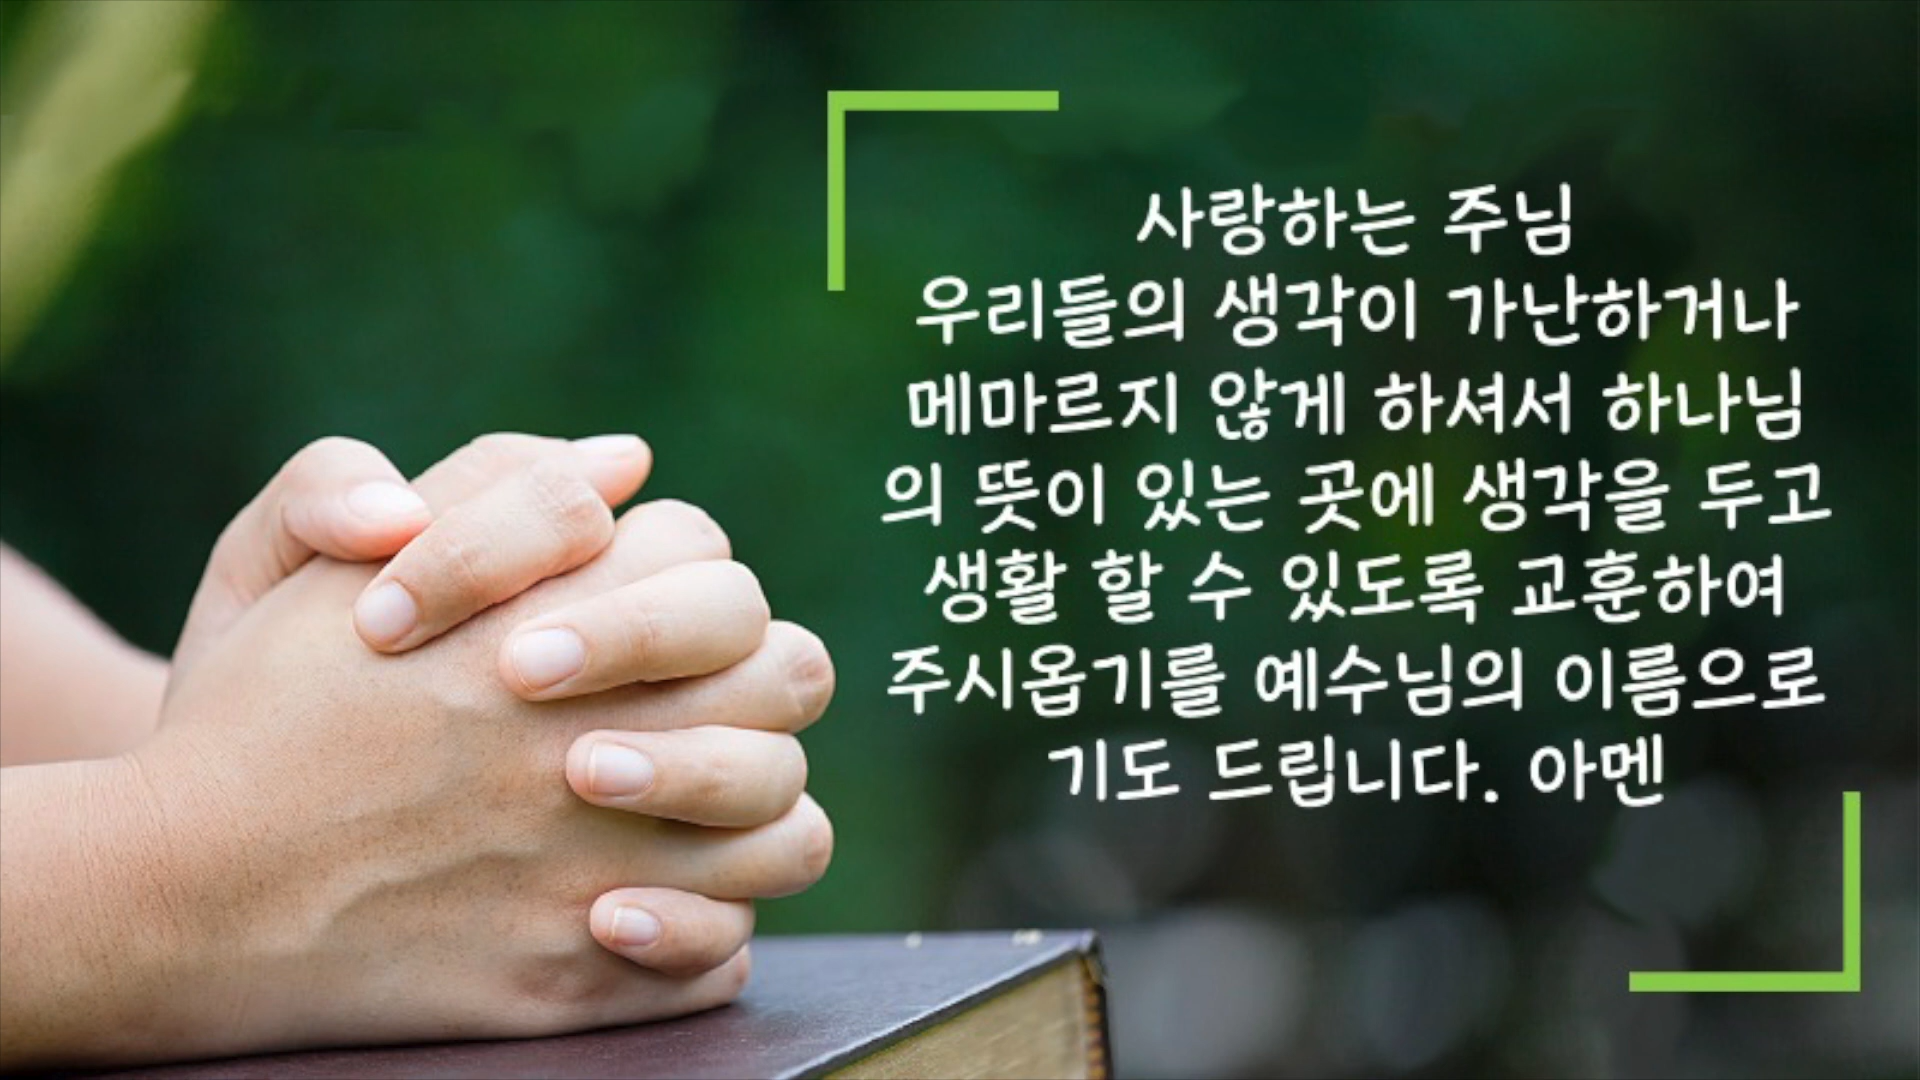 사랑하는 주님
우리들의 생각이 가난하거나
메마르지 않게 하셔서 하나님
의 뜻이 있는 곳에 생각을 두고
생활 할 수 있도록 교훈하여
주시옵기를 예수님의 이름으로
기도 드립니다. 아멘